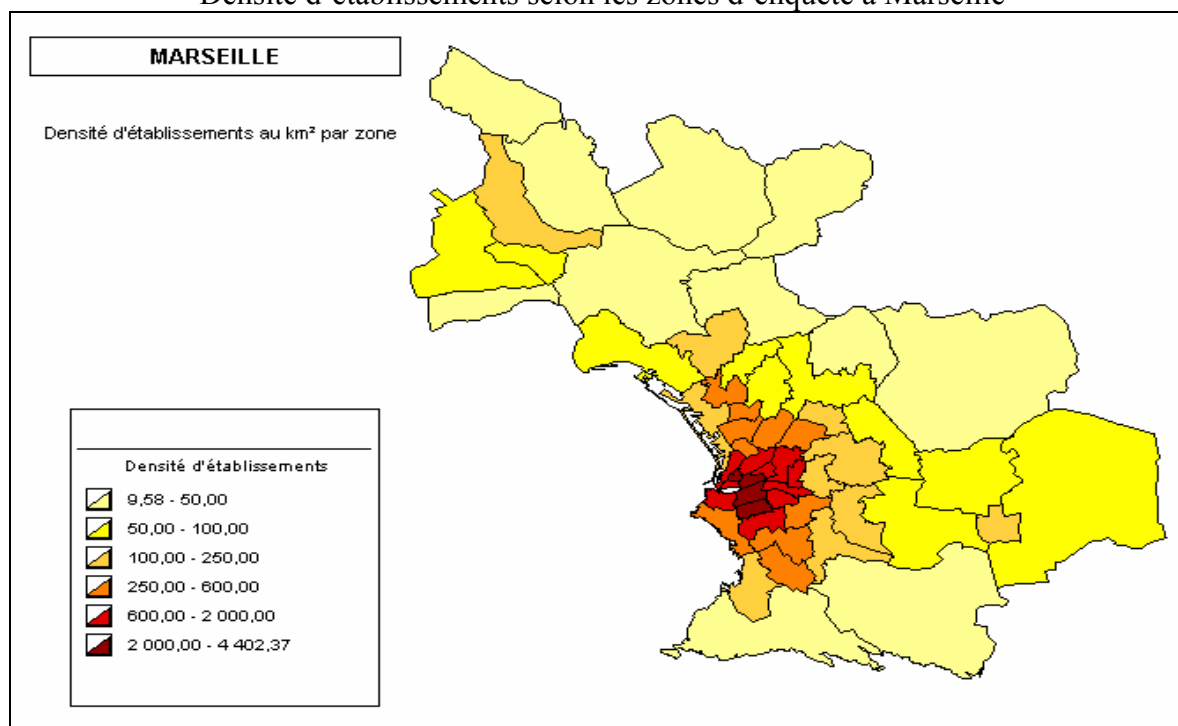 Densité d'établissements selon les zones d'enquête à Marseille
MARSEILLE
Densité d'établissements au km² par zone
Densité d'établissements
9,58 - 50,00
50,00 - 100,00
100,00 - 250,00
250,00 - 600,00
600,00 - 2 000,00
2 000,00 - 4 402,37